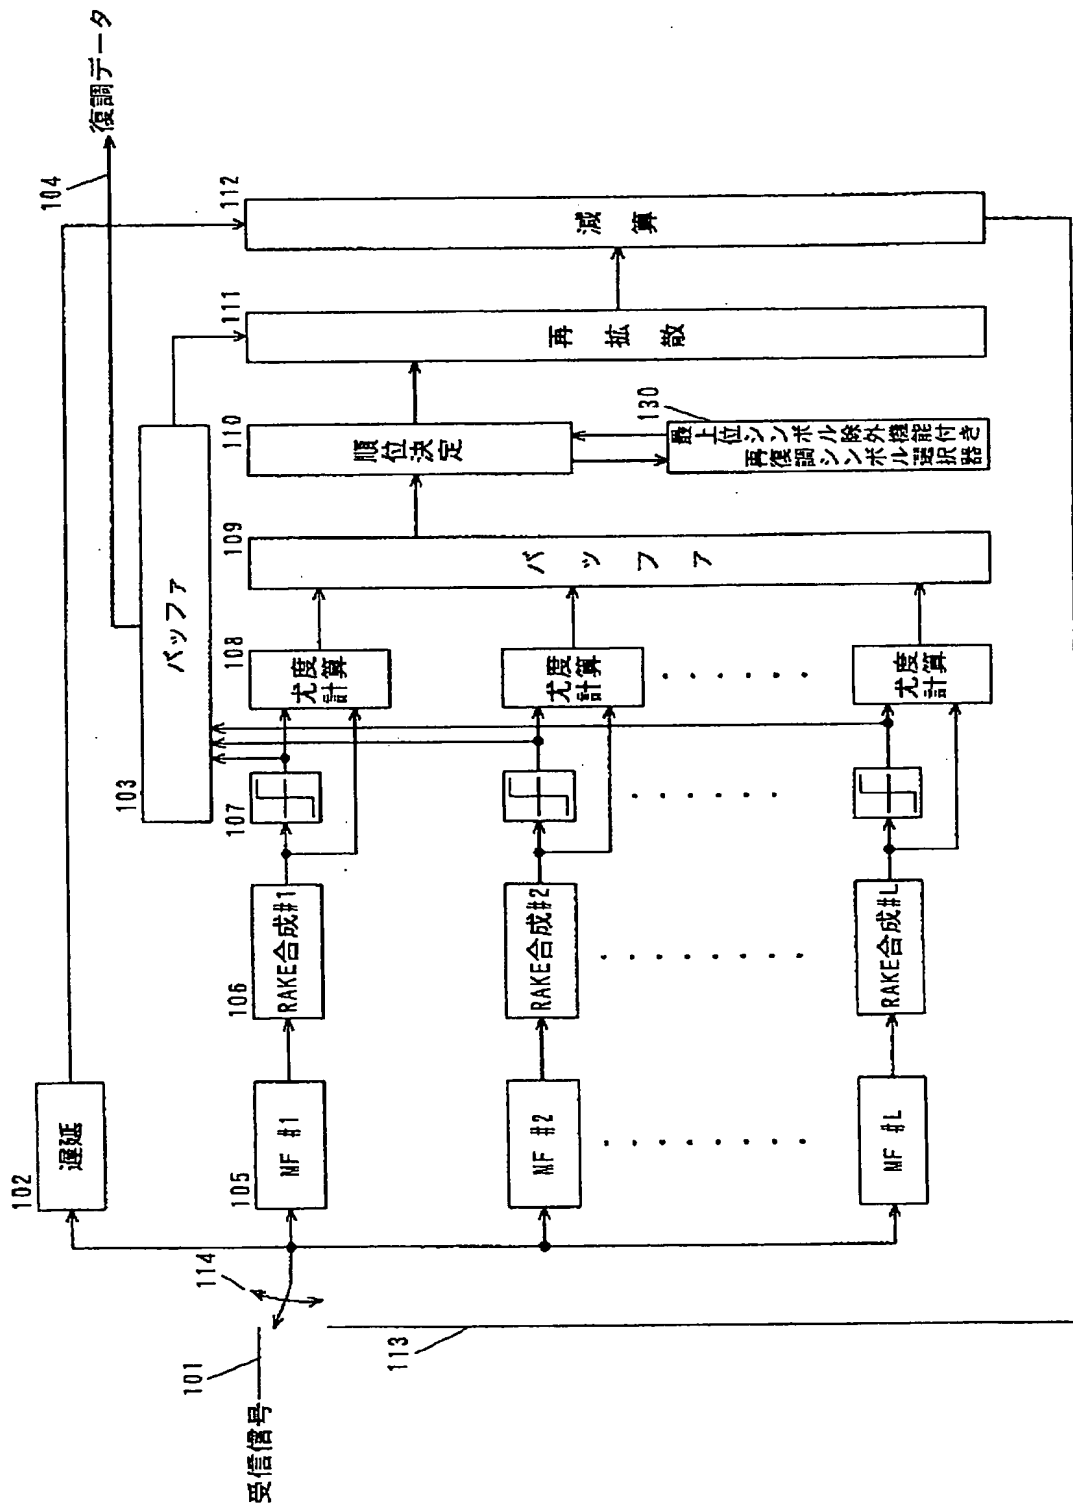 受信信号
101
114
113
102
遅延
105
MF #1
MF #2
MF #L
106
RAKE合成#1
RAKE合成#2
RAKE合成#L
107
103
バッファ
104
復調データ
108
尤度
計算
尤度
計算
尤度
計算
109
バッファ
110
順位決定
130
最上位シンボル除外機能付き
再復調シンボル選択器
111
再拡散
112
減算